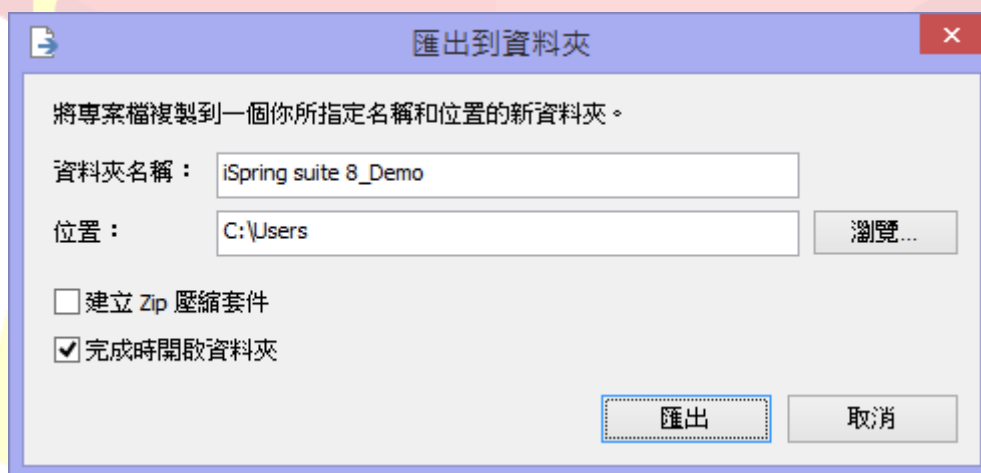 匯出到資料夾
將專案檔複製到一個你所指定名稱和位置的新資料夾。
資料夾名稱： iSpring suite 8_Demo
位置： C:\Users 瀏覽...
建立 Zip 壓縮套件
完成時開啟資料夾
匯出 取消